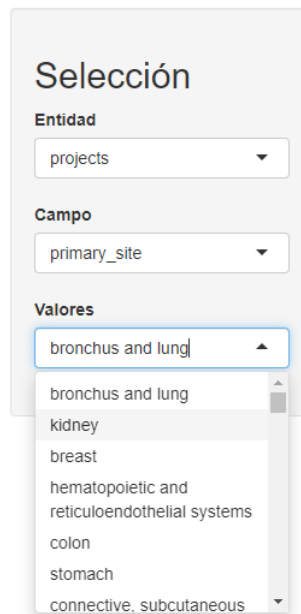 Selección
Entidad
projects
Campo
primary_site
Valores
bronchus and lung
bronchus and lung
kidney
breast
hematopoietic and
reticuloendothelial systems
colon
stomach
connective, subcutaneous